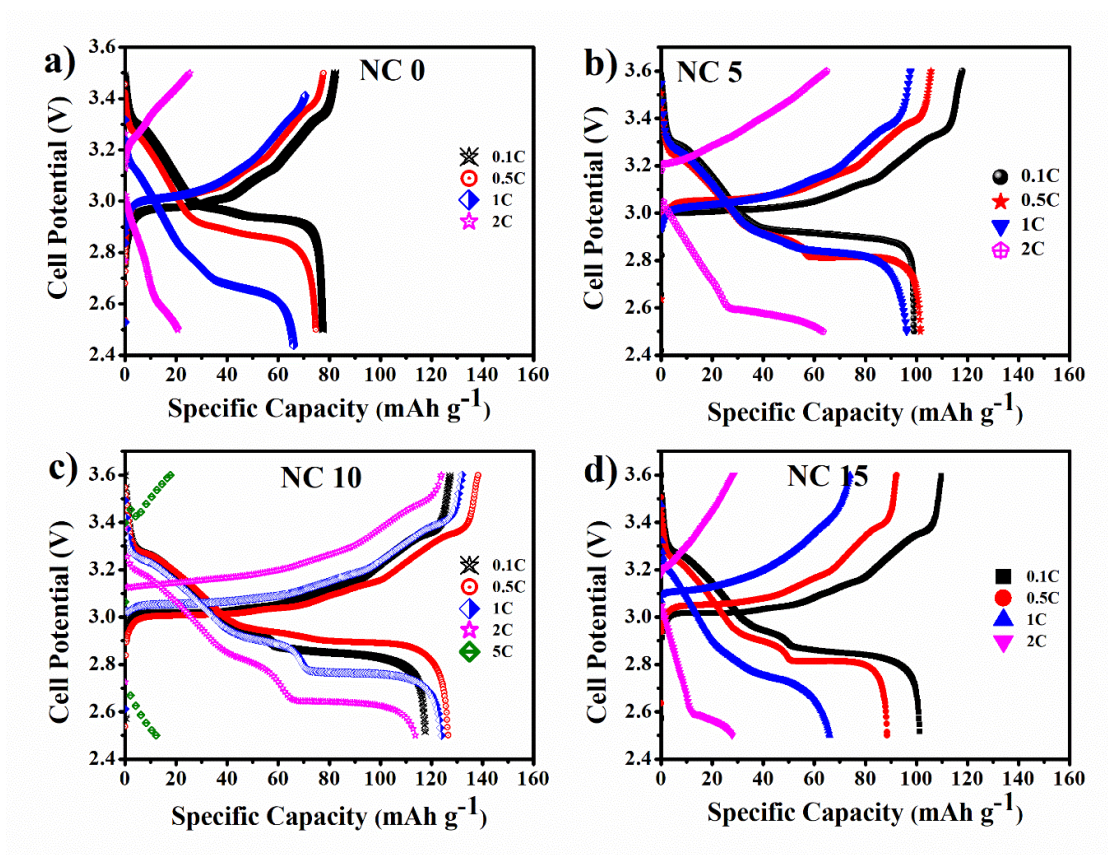 a)
NC 0
3.6
3.4
3.2
3.0
2.8
2.6
2.4
Cell Potential (V)
0.1C
0.5C
1C
2C
0 20 40 60 80 100 120 140 160
Specific Capacity (mAh g-1)
b)
NC 5
3.6
3.4
3.2
3.0
2.8
2.6
2.4
Cell Potential (V)
0.1C
0.5C
1C
2C
0 20 40 60 80 100 120 140 160
Specific Capacity (mAh g-1)
c)
NC 10
3.6
3.4
3.2
3.0
2.8
2.6
2.4
Cell Potential (V)
0.1C
0.5C
1C
2C
5C
0 20 40 60 80 100 120 140 160
Specific Capacity (mAh g-1)
d)
NC 15
3.6
3.4
3.2
3.0
2.8
2.6
2.4
Cell Potential (V)
0.1C
0.5C
1C
2C
0 20 40 60 80 100 120 140 160
Specific Capacity (mAh g-1)